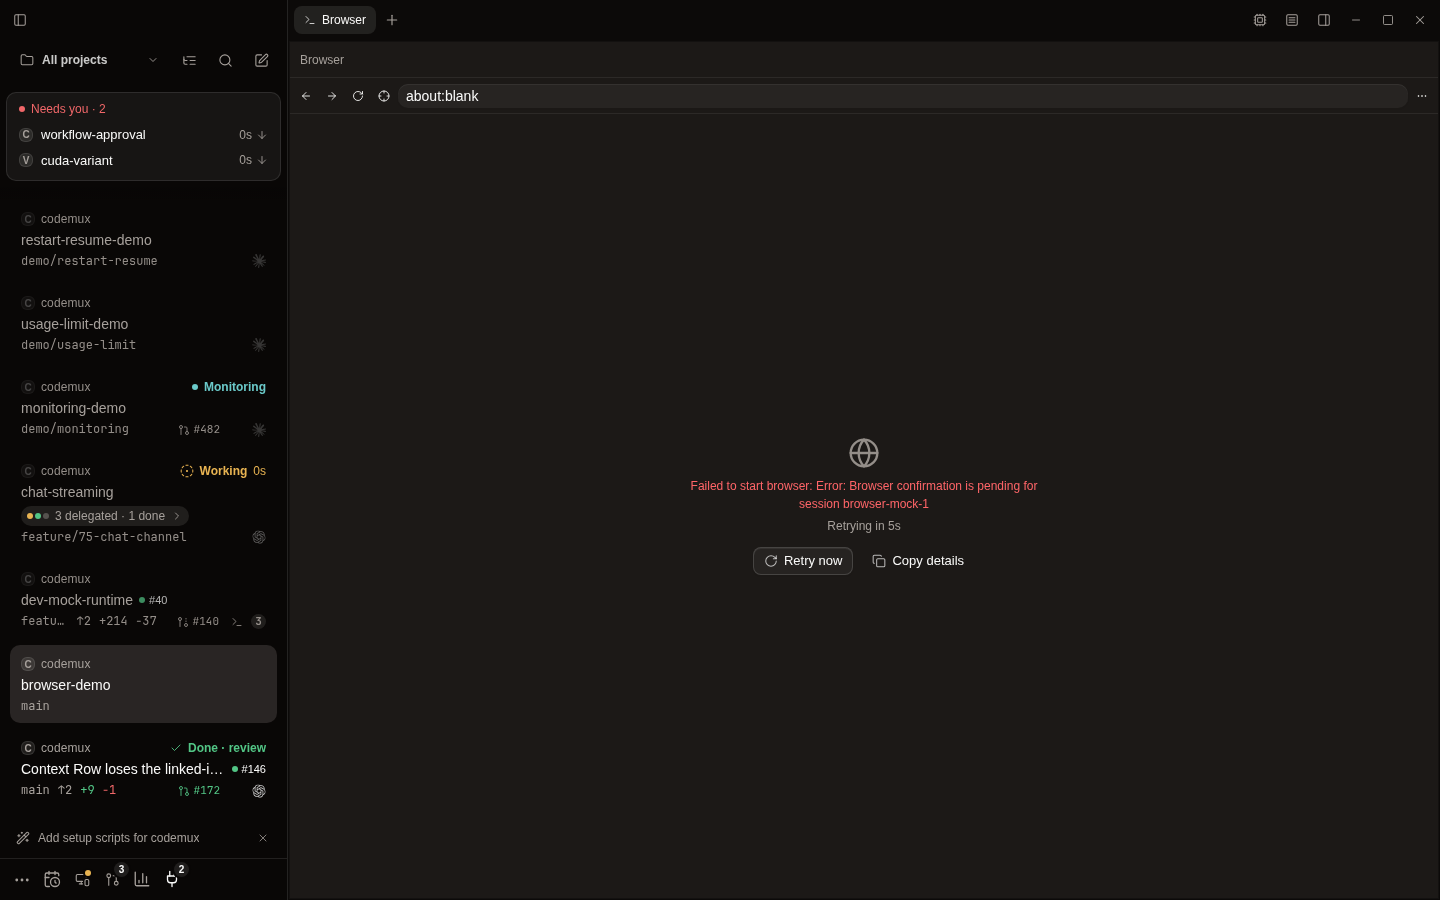 All projects
Needs you · 2
C workflow-approval 0s
V cuda-variant 0s
C codemux
restart-resume-demo
demo/restart-resume
C codemux
usage-limit-demo
demo/usage-limit
C codemux Monitoring
monitoring-demo
demo/monitoring #482
C codemux Working 0s
chat-streaming
3 delegated · 1 done
feature/75-chat-channel
C codemux
dev-mock-runtime #40
featu… ↑2 +214 -37 #140 3
C codemux
browser-demo
main
C codemux Done · review
Context Row loses the linked-i… #146
main ↑2 +9 -1 #172
Add setup scripts for codemux
3 2
Browser
Browser
about:blank
Failed to start browser: Error: Browser confirmation is pending for
session browser-mock-1
Retrying in 5s
Retry now Copy details